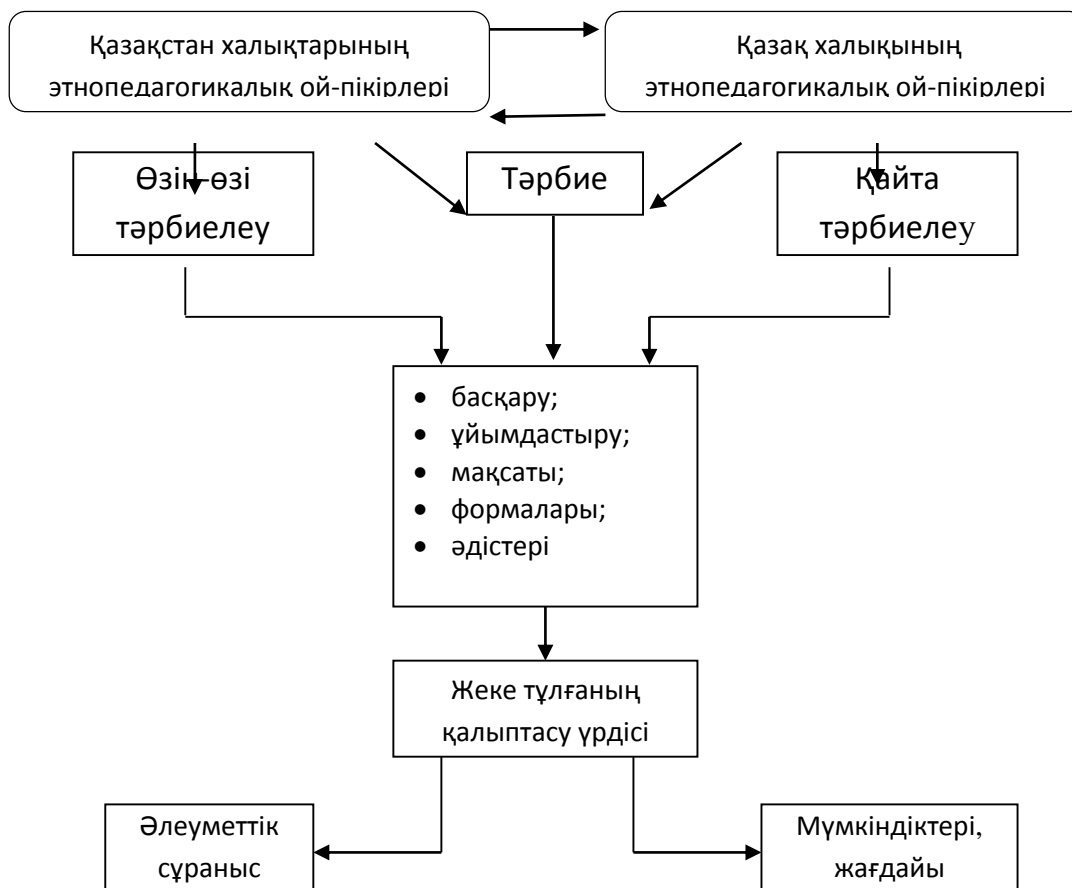 Қазақстан халықтарының
этнопедагогикалық ой-пікірлері
Қазақ халықының
этнопедагогикалық ой-пікірлері
Өзін-өзі
тәрбиелеу
Тәрбие
Қайта
тәрбиелеу
• басқару;
• ұйымдастыру;
• мақсаты;
• формалары;
• әдістері
Жеке тұлғаның
қалыптасу үрдісі
Әлеуметтік
сұраныс
Мүмкіндіктері,
жағдайы